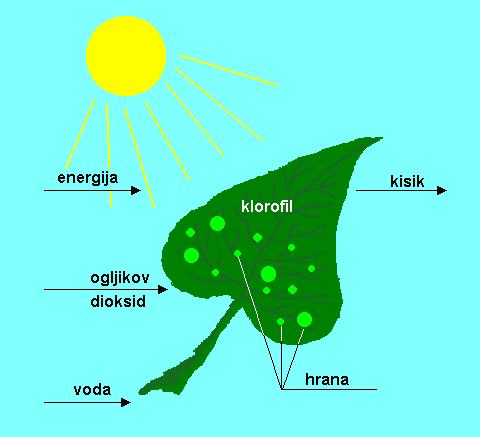 energija
kisik
klorofil
ogljikov
dioksid
hrana
voda